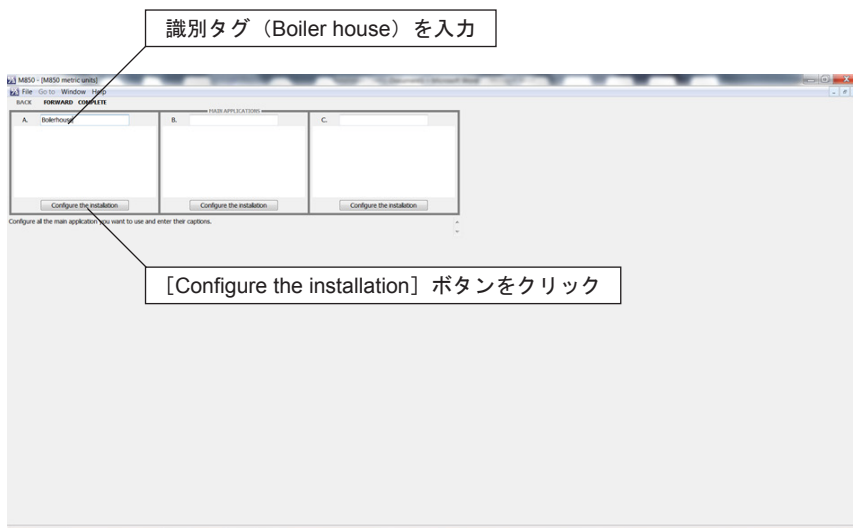 識別タグ（Boiler house）を入力
M850 - [M850 metric units]
File Go to Window Help
BACK FORWARD COMPLETE
MAIN APPLICATIONS
A. Boilerhouse B. C.
Configure the installation Configure the installation Configure the installation
Configure all the main application you want to use and enter their captions.
［Configure the installation］ボタンをクリック